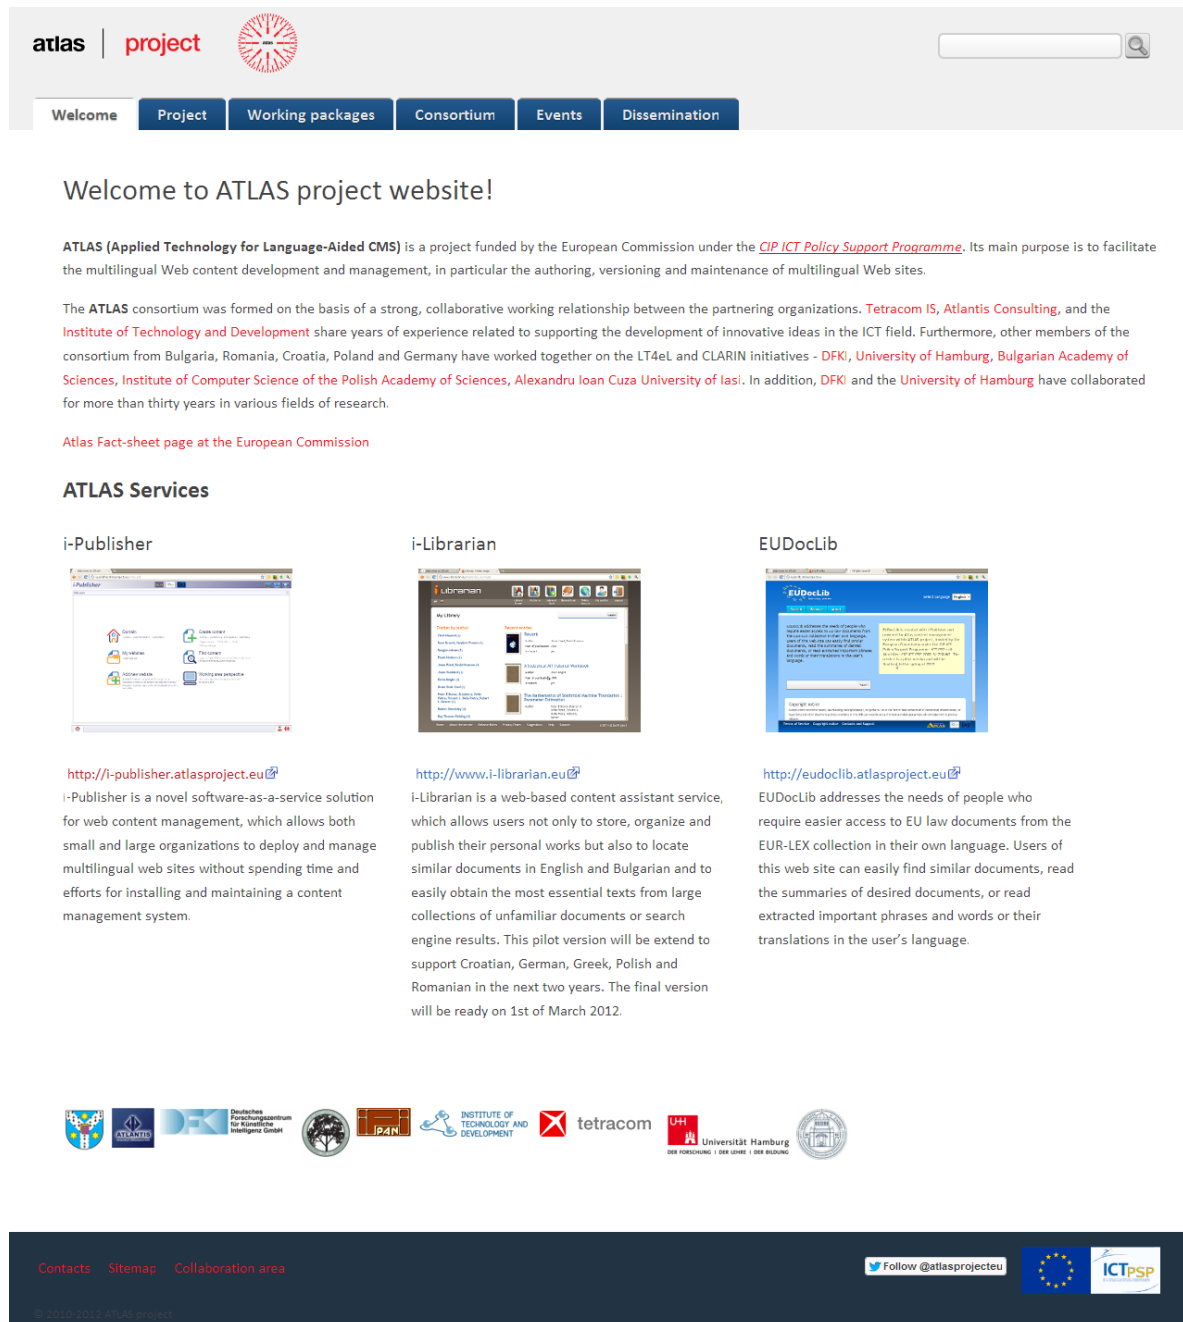 atlas | project
Welcome
Project
Working packages
Consortium
Events
Dissemination
Welcome to ATLAS project website!
ATLAS (Applied Technology for Language-Aided CMS) is a project funded by the European Commission under the CIP ICT Policy Support Programme. Its main purpose is to facilitate
the multilingual Web content development and management, in particular the authoring, versioning and maintenance of multilingual Web sites.
The ATLAS consortium was formed on the basis of a strong, collaborative working relationship between the partnering organizations. Tetracom IS, Atlantis Consulting, and the
Institute of Technology and Development share years of experience related to supporting the development of innovative ideas in the ICT field. Furthermore, other members of the
consortium from Bulgaria, Romania, Croatia, Poland and Germany have worked together on the LT4eL and CLARIN initiatives - DFKI, University of Hamburg, Bulgarian Academy of
Sciences, Institute of Computer Science of the Polish Academy of Sciences, Alexandru Ioan Cuza University of Iasi. In addition, DFKI and the University of Hamburg have collaborated
for more than thirty years in various fields of research.
Atlas Fact-sheet page at the European Commission
ATLAS Services
i-Publisher
i-Publisher
http://i-publisher.atlasproject.eu
i-Publisher is a novel software-as-a-service solution
for web content management, which allows both
small and large organizations to deploy and manage
multilingual web sites without spending time and
efforts for installing and maintaining a content
management system.
i-Librarian
My Library
http://www.i-librarian.eu
i-Librarian is a web-based content assistant service,
which allows users not only to store, organize and
publish their personal works but also to locate
similar documents in English and Bulgarian and to
easily obtain the most essential texts from large
collections of unfamiliar documents or search
engine results. This pilot version will be extend to
support Croatian, German, Greek, Polish and
Romanian in the next two years. The final version
will be ready on 1st of March 2012.
EUDocLib
EUDocLib
http://eudoclib.atlasproject.eu
EUDocLib addresses the needs of people who
require easier access to EU law documents from the
EUR-LEX collection in their own language. Users of
this web site can easily find similar documents, read
the summaries of desired documents, or read
extracted important phrases and words or their
translations in the user's language.
ATLANTIS
DFKI
Deutsches
Forschungszentrum
für Künstliche
Intelligenz GmbH
IPI
PAN
INSTITUTE OF
TECHNOLOGY AND
DEVELOPMENT
tetracom
UH
Universität Hamburg
DER FORSCHUNG | DER LEHRE | DER BILDUNG
Contacts
Sitemap
Collaboration area
Follow @atlasprojecteu
ICT PSP
© 2010-2012 ATLAS project